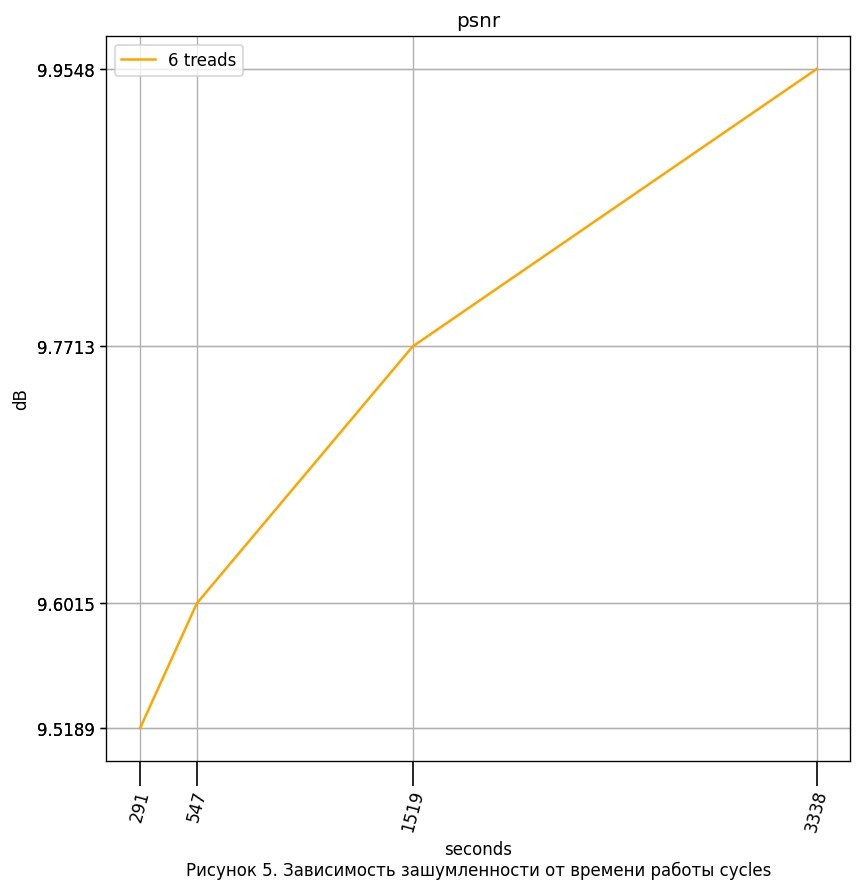 psnr
6 treads
9.9548
9.7713
dB
9.6015
9.5189
291
547
1519
3338
seconds
Рисунок 5. Зависимость зашумленности от времени работы cycles